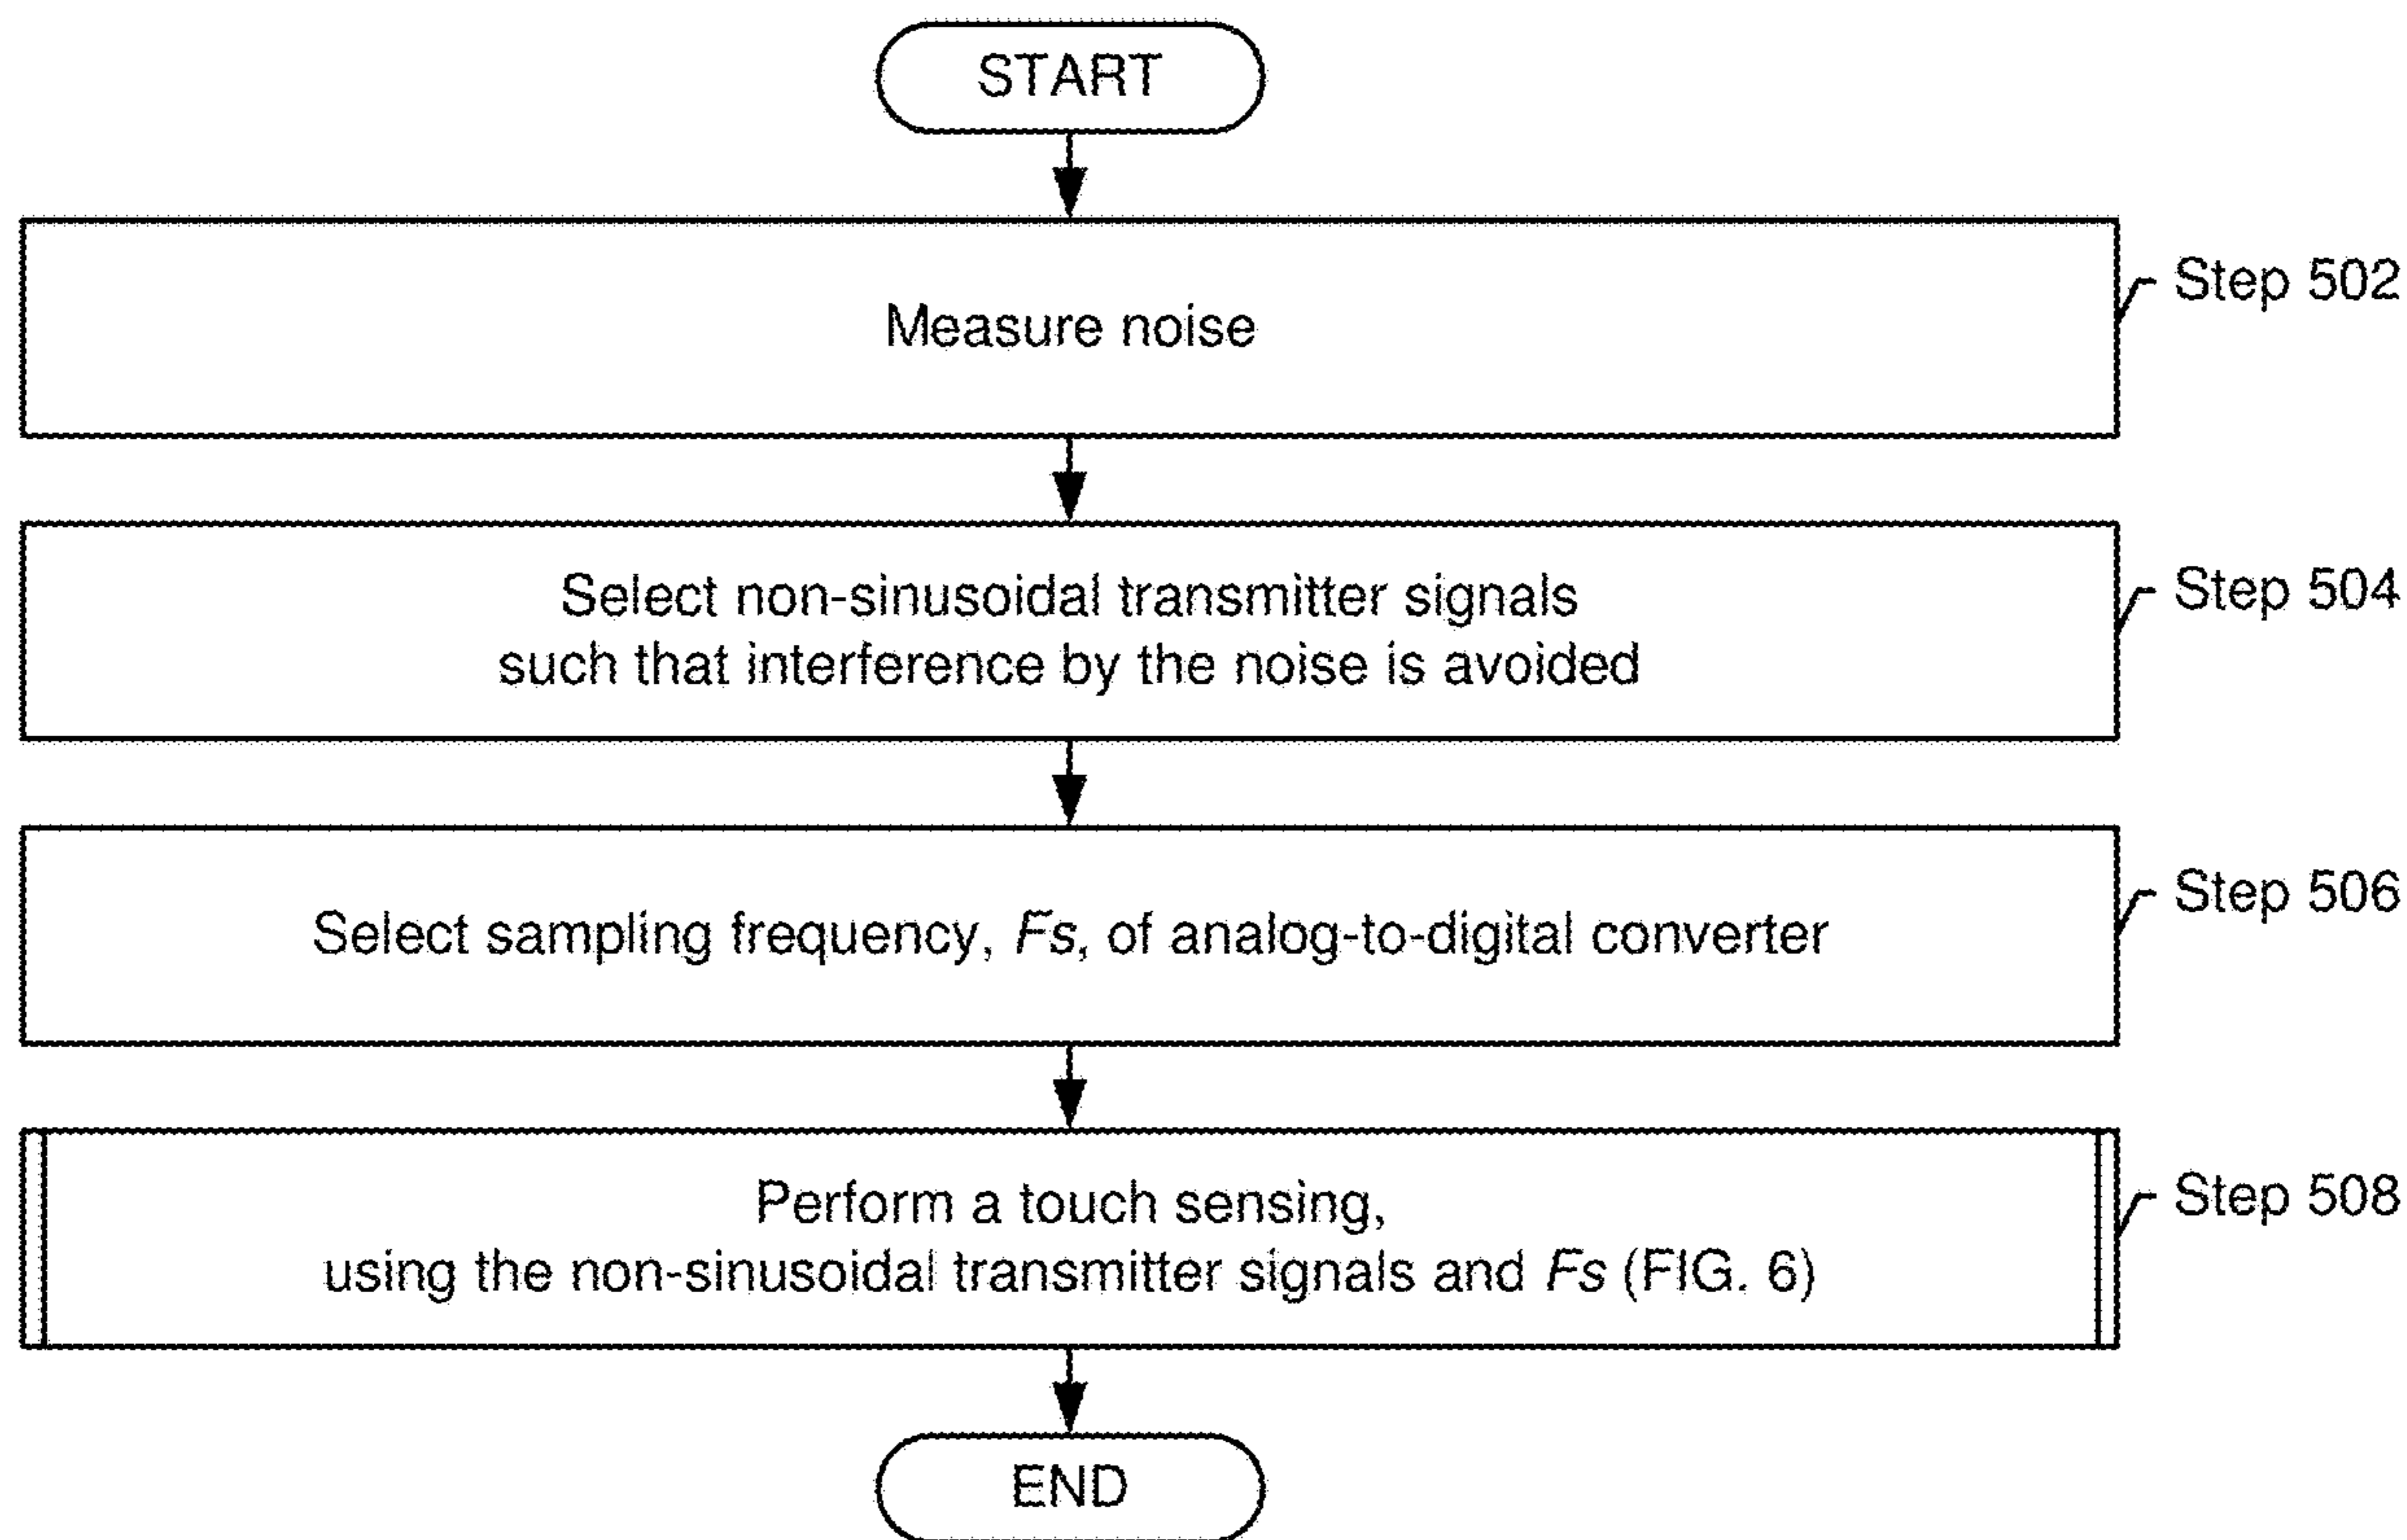 START
Measure noise
Step 502
Select non-sinusoidal transmitter signals
such that interference by the noise is avoided
Step 504
Select sampling frequency, Fs, of analog-to-digital converter
Step 506
Perform a touch sensing,
using the non-sinusoidal transmitter signals and Fs (FIG. 6)
Step 508
END